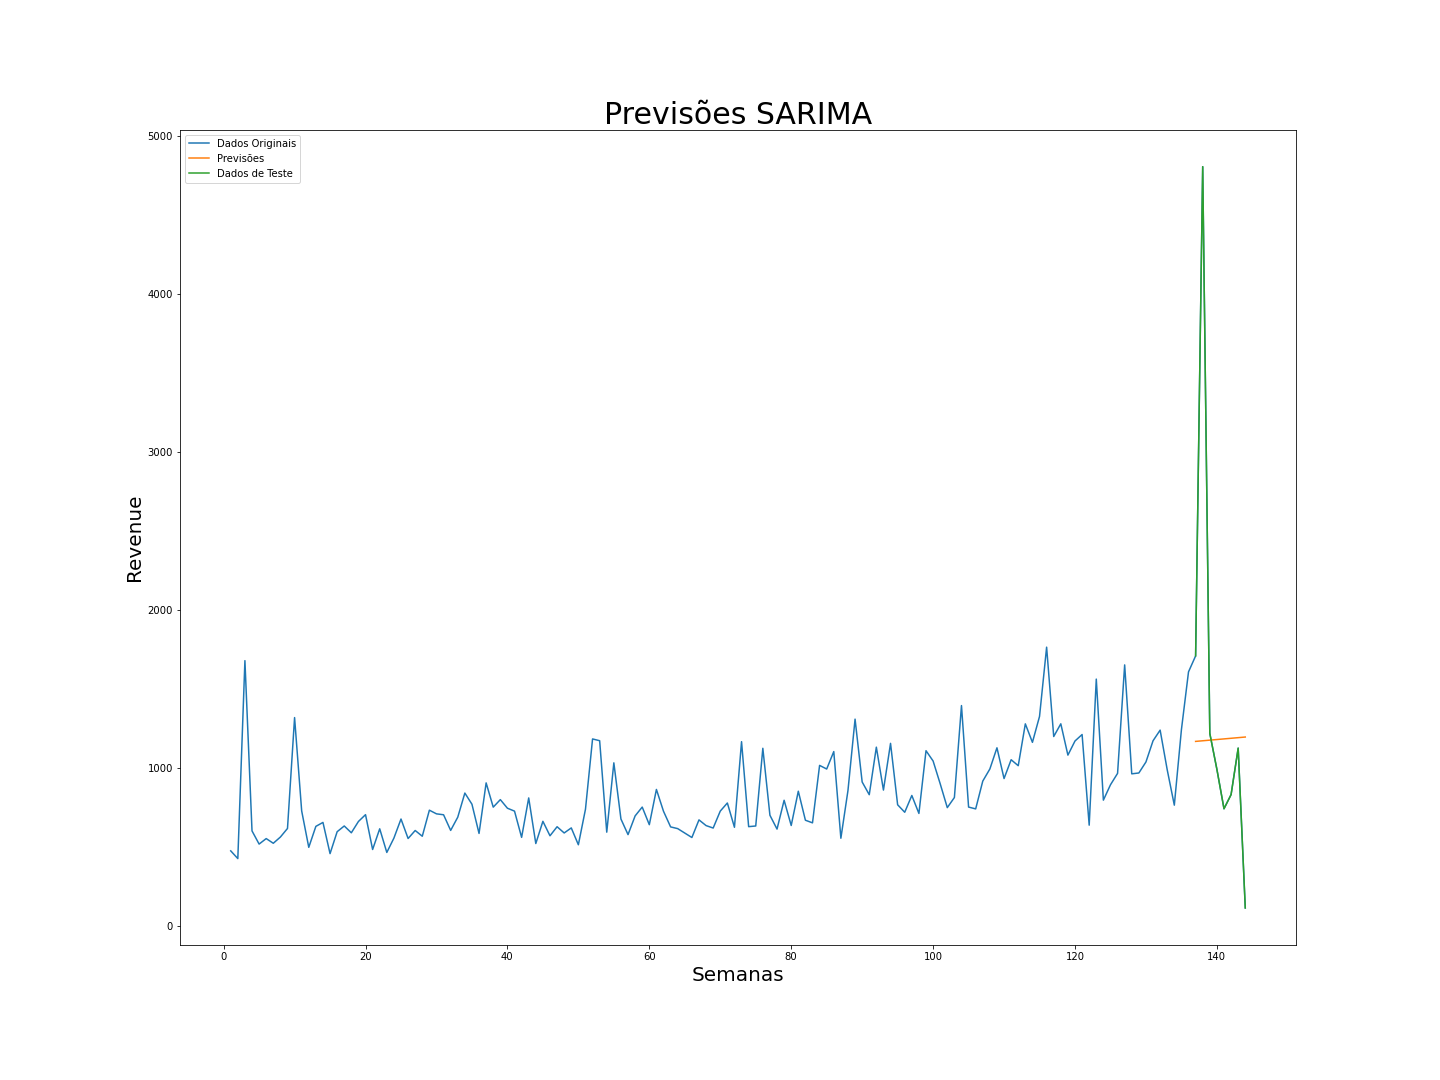 Previsões SARIMA
Dados Originais
Previsões
Dados de Teste
5000
4000
3000
2000
1000
0
Revenue
0 20 40 60 80 100 120 140
Semanas